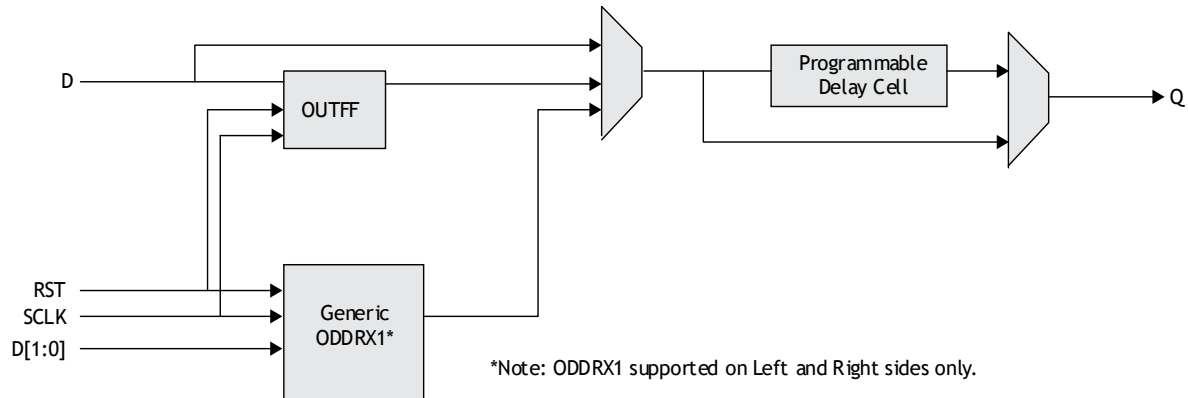 D
OUTFF
Programmable
Delay Cell
Q
RST
SCLK
D[1:0]
Generic
ODDRX1*
*Note: ODDRX1 supported on Left and Right sides only.